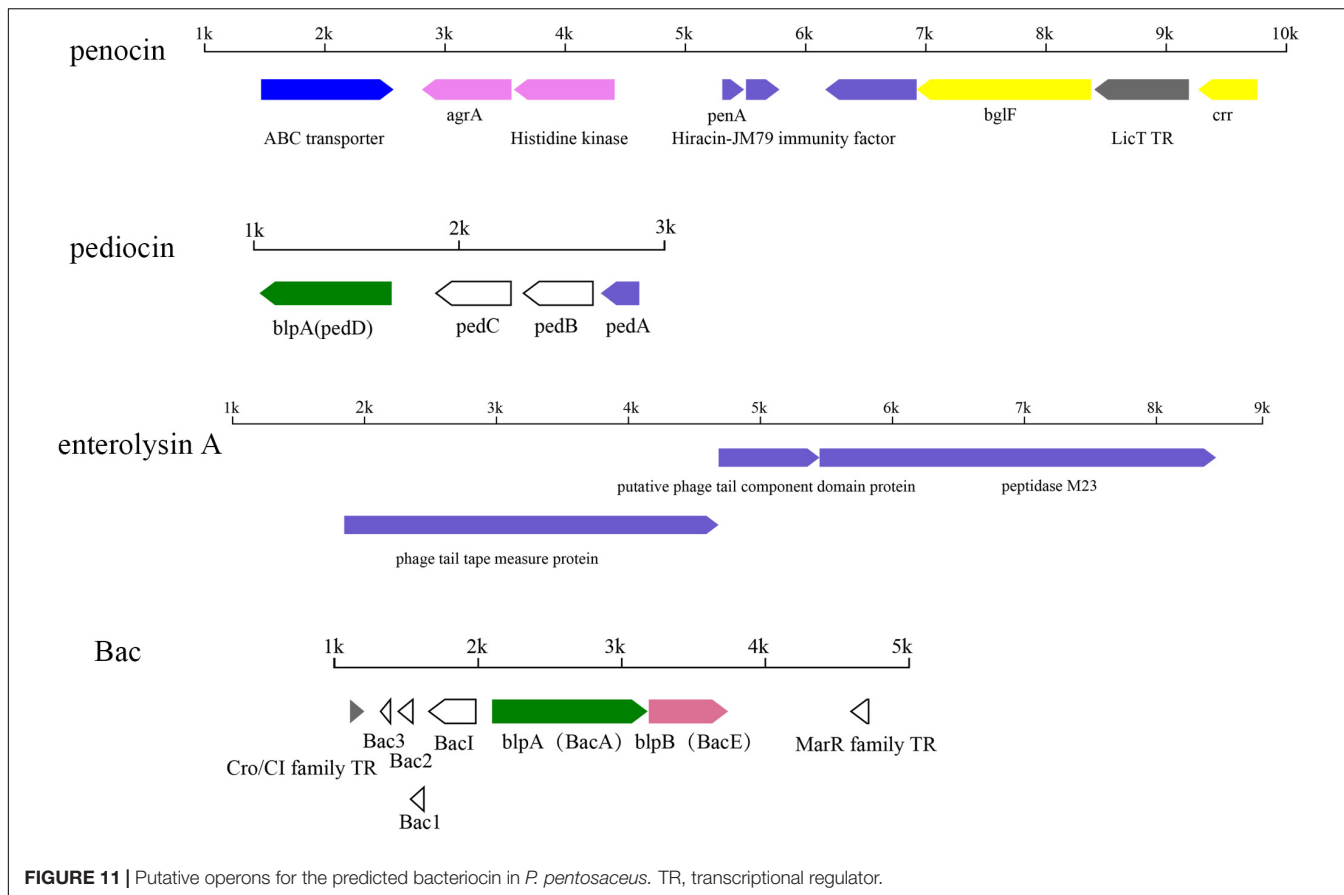 penocin
1k 2k 3k 4k 5k 6k 7k 8k 9k 10k
agrA penA bglF crr
ABC transporter Histidine kinase Hiracin-JM79 immunity factor LicT TR
pediocin
1k 2k 3k
blpA(pedD) pedC pedB pedA
enterolysin A
1k 2k 3k 4k 5k 6k 7k 8k 9k
putative phage tail component domain protein peptidase M23
phage tail tape measure protein
Bac
1k 2k 3k 4k 5k
Bac3 BacI blpA（BacA） blpB（BacE） MarR family TR
Cro/CI family TR Bac2
Bac1
FIGURE 11 | Putative operons for the predicted bacteriocin in P. pentosaceus. TR, transcriptional regulator.